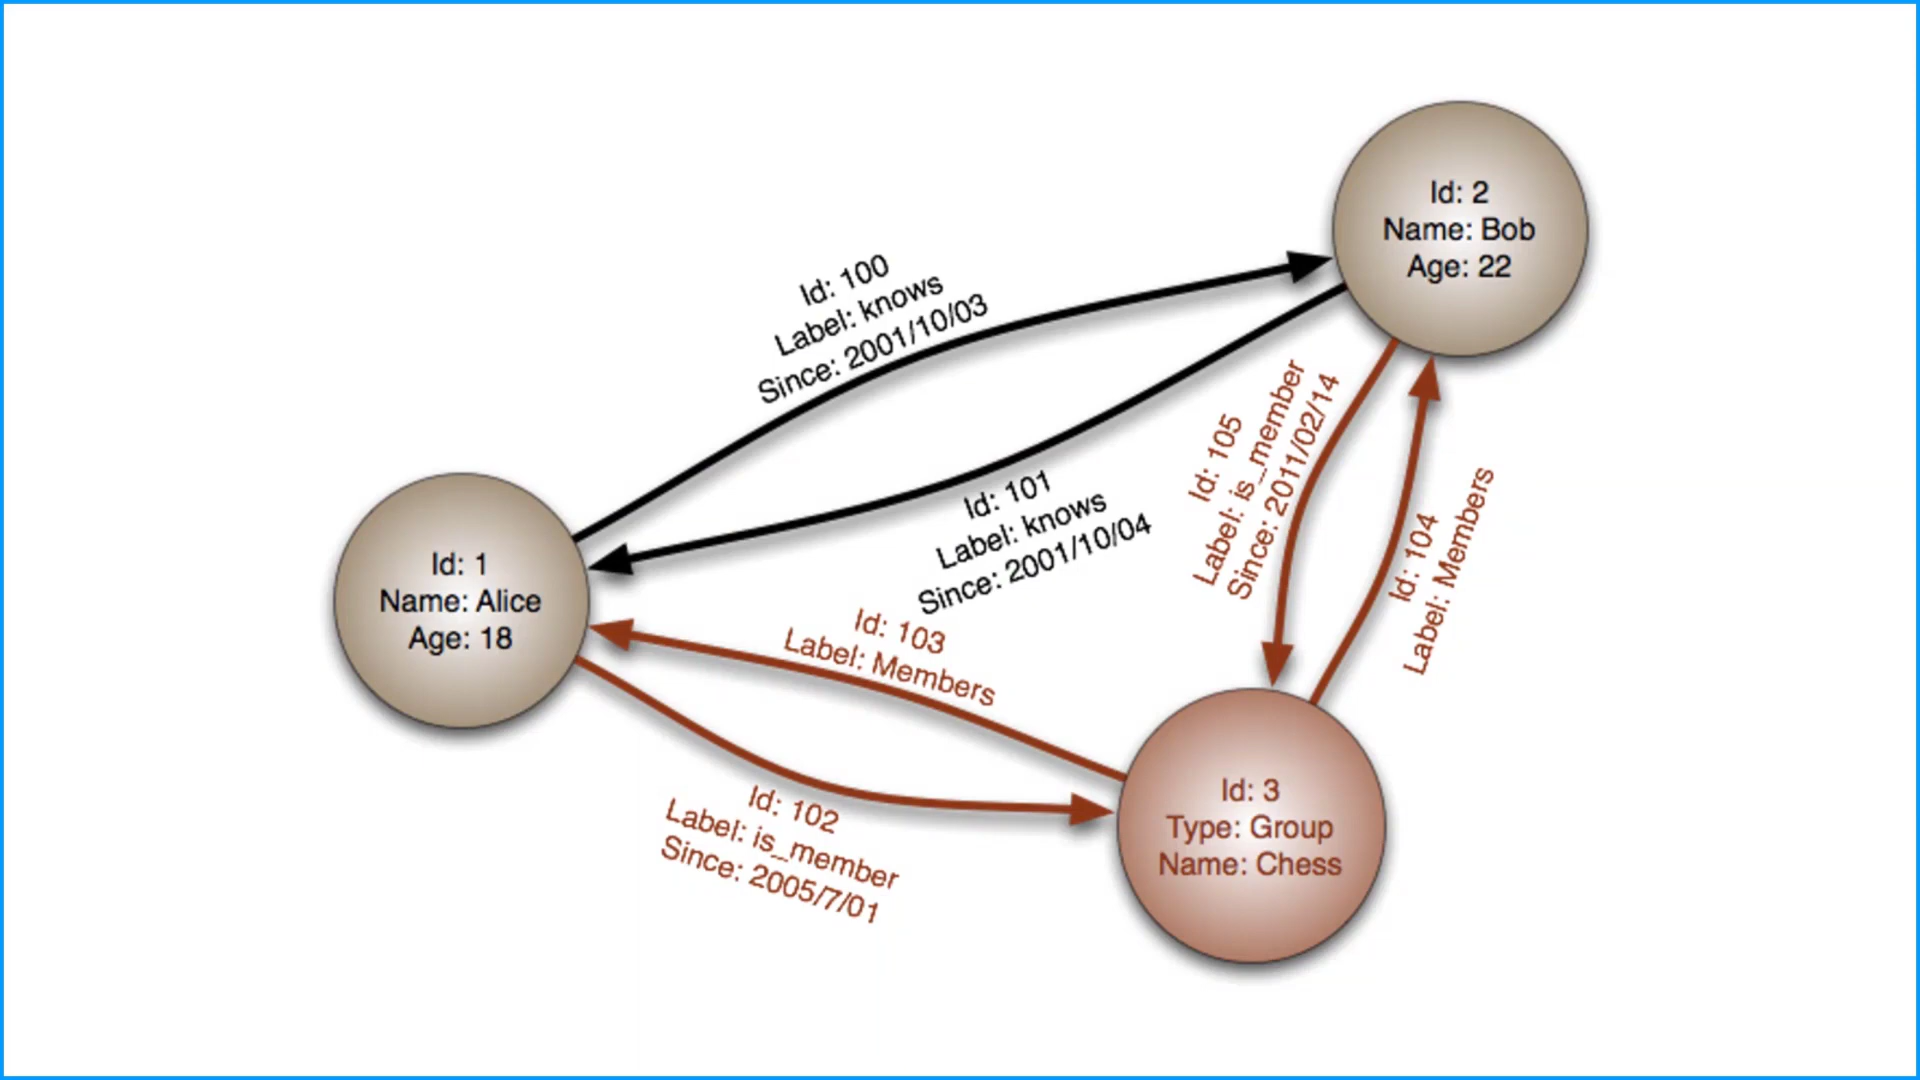 Id: 2
Name: Bob
Age: 22
Id: 100
Label: knows
Since: 2001/10/03
Id: 101
Label: knows
Since: 2001/10/04
Id: 105
Label: is_member
Since: 2011/02/14
Id: 104
Label: Members
Id: 1
Name: Alice
Age: 18
Id: 103
Label: Members
Id: 102
Label: is_member
Since: 2005/7/01
Id: 3
Type: Group
Name: Chess